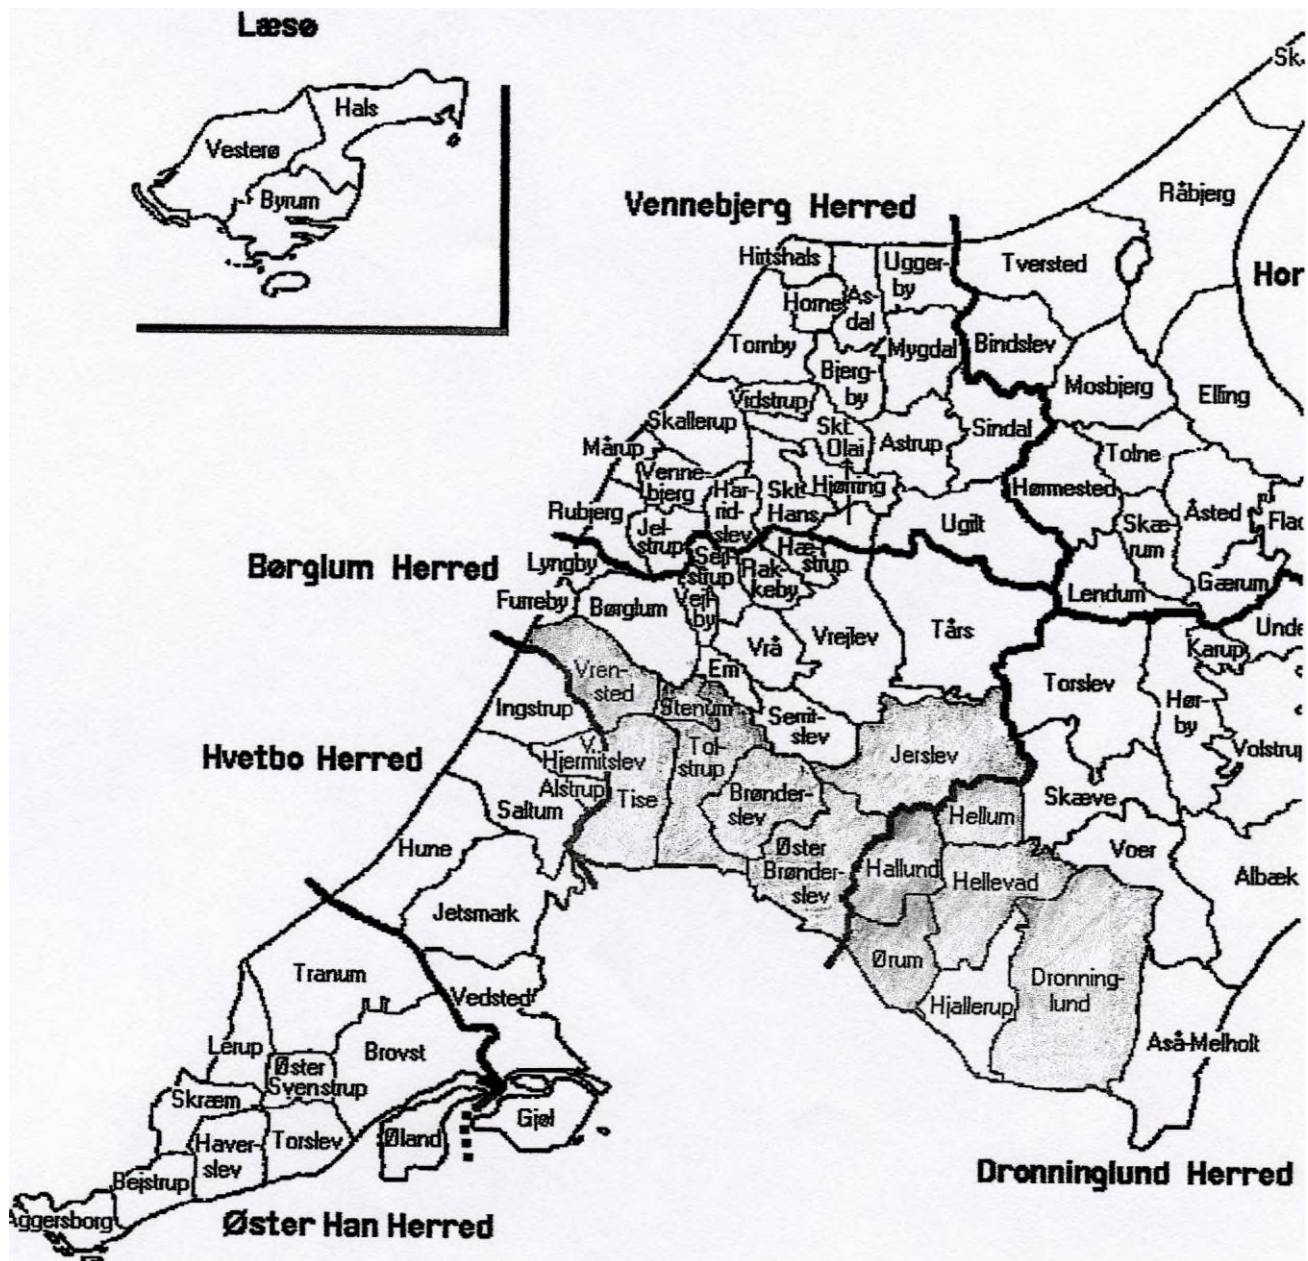 Læsø
Hals
Vesterø
Byrum
Sk
Råbjerg
Vennebjerg Herred
Hirtshals
Ugger-
by
Tversted
Hor
Horne
As-
dal
Tornby
Mygdal
Bindslev
Bjerg-
by
Mosbjerg
Elling
Vidstrup
Skallerup
Skt.
Olai
Astrup
Sindal
Mårup
Tolne
Venne-
bjerg
Har-
rid-
slev
Skt.
Hans
Hjørring
Hørmested
Rubjerg
Jel-
strup
Ugilt
Skæ-
rum
Åsted
Flad
Børglum Herred
Lyngby
Sejl-
strup
Hæ-
strup
Rak-
keby
Lendum
Gærum
Furreby
Børglum
Vejl-
by
Vrå
Vrejlev
Tårs
Unde
Karup
Vren-
sted
Em
Torslev
Ingstrup
Stenum
Hør-
by
Serrit-
slev
Hvetbo Herred
V.
Hjermitslev
Tol-
strup
Jerslev
Volstrup
Alstrup
Tise
Brønder-
slev
Saltum
Hellum
Skæve
Hune
Øster
Brønder-
slev
Hallund
Hellevad
Voer
Albæk
Jetsmark
Ørum
Tranum
Vedsted
Hjallerup
Dronning-
lund
Lerup
Øster
Svenstrup
Brovst
Aså-Melholt
Skræm
Haver-
slev
Torslev
Øland
Gjøl
Bejstrup
Dronninglund Herred
Aggersborg
Øster Han Herred